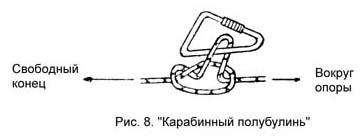 Свободный
конец
Вокруг
опоры
Рис. 8. "Карабинный полубулинь"